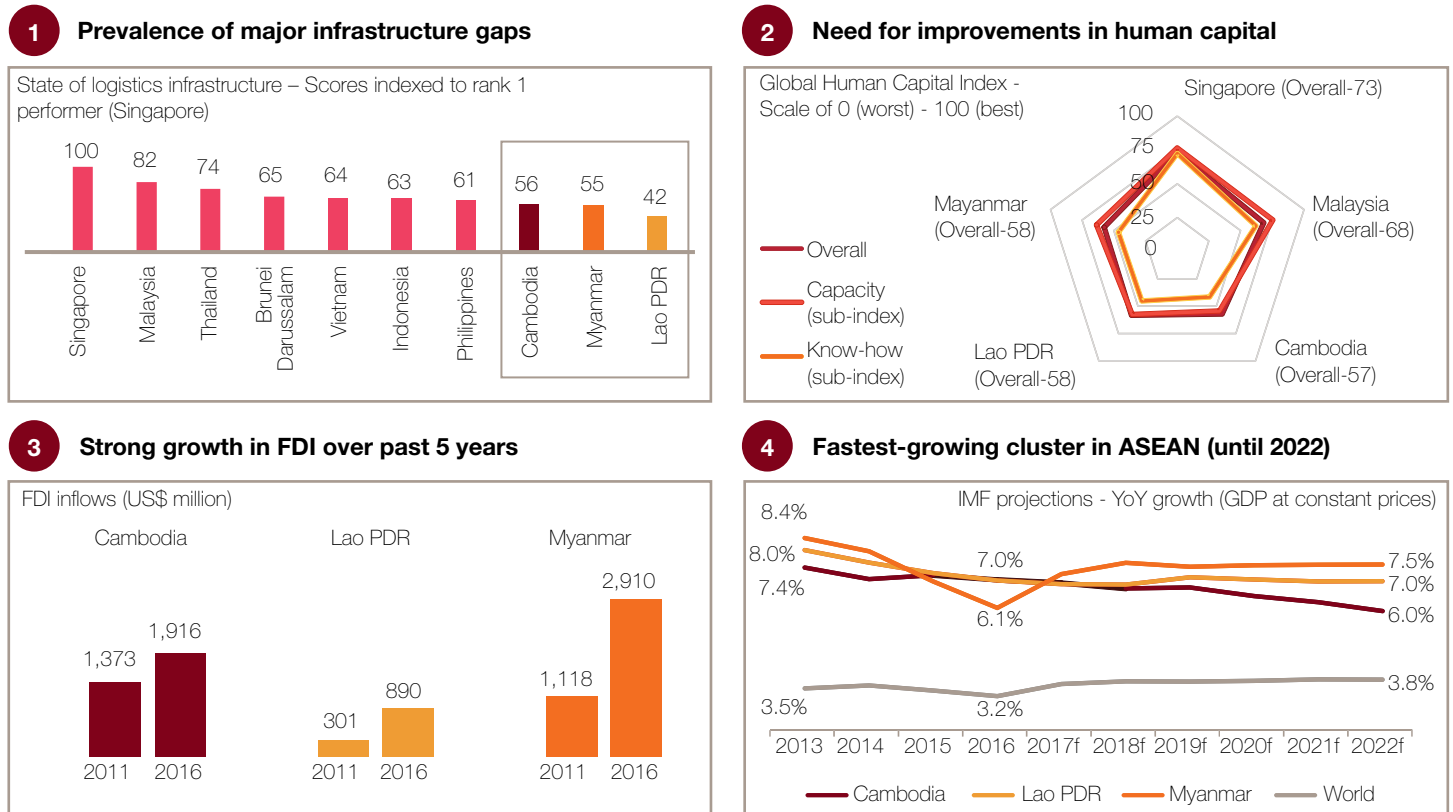 1 Prevalence of major infrastructure gaps
State of logistics infrastructure – Scores indexed to rank 1
performer (Singapore)
100
82
74
65
64
63
61
56
55
42
Singapore
Malaysia
Thailand
Brunei
Darussalam
Vietnam
Indonesia
Philippines
Cambodia
Myanmar
Lao PDR
2 Need for improvements in human capital
Global Human Capital Index -
Scale of 0 (worst) - 100 (best)
Singapore (Overall-73)
100
75
50
25
0
Mayanmar
(Overall-58)
Malaysia
(Overall-68)
Overall
Capacity
(sub-index)
Know-how
(sub-index)
Lao PDR
(Overall-58)
Cambodia
(Overall-57)
3 Strong growth in FDI over past 5 years
FDI inflows (US$ million)
Cambodia
Lao PDR
Myanmar
1,373
1,916
301
890
1,118
2,910
2011 2016
2011 2016
2011 2016
4 Fastest-growing cluster in ASEAN (until 2022)
IMF projections - YoY growth (GDP at constant prices)
8.4%
8.0%
7.4%
7.0%
6.1%
7.5%
7.0%
6.0%
3.5%
3.2%
3.8%
2013 2014 2015 2016 2017f 2018f 2019f 2020f 2021f 2022f
Cambodia Lao PDR Myanmar World